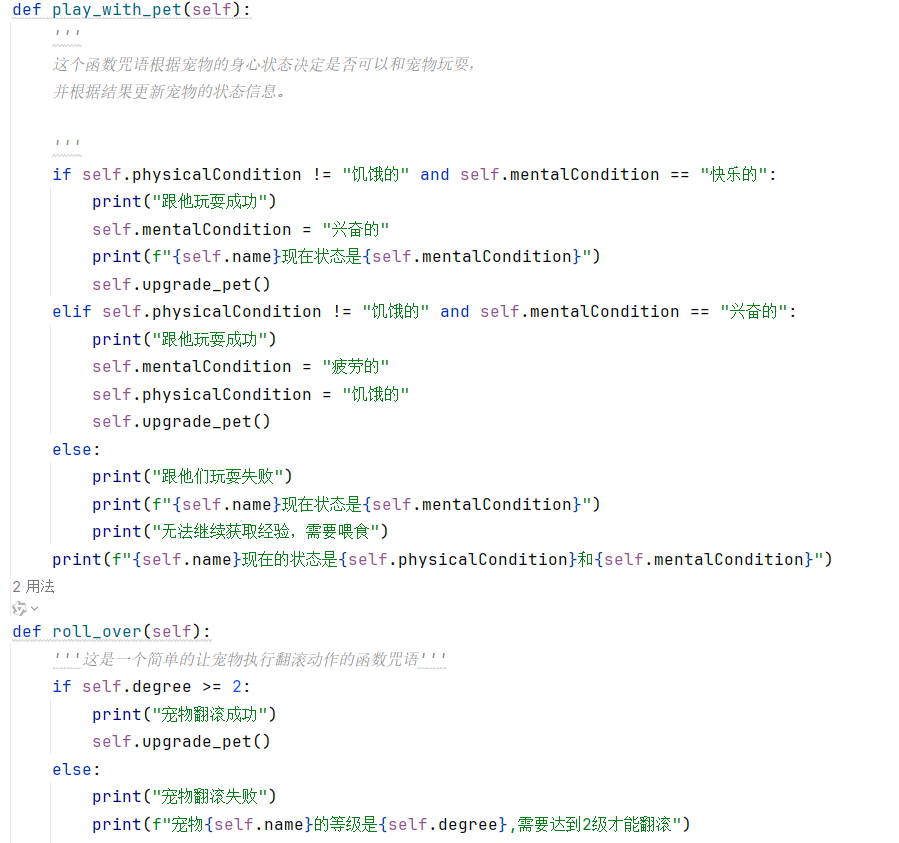 def play_with_pet(self):
    '''
    这个函数咒语根据宠物的身心状态决定是否可以和宠物玩耍,
    并根据结果更新宠物的状态信息。
    '''
    if self.physicalCondition != "饥饿的" and self.mentalCondition == "快乐的":
        print("跟他玩耍成功")
        self.mentalCondition = "兴奋的"
        print(f"{self.name}现在状态是{self.mentalCondition}")
        self.upgrade_pet()
    elif self.physicalCondition != "饥饿的" and self.mentalCondition == "兴奋的":
        print("跟他玩耍成功")
        self.mentalCondition = "疲劳的"
        self.physicalCondition = "饥饿的"
        self.upgrade_pet()
    else:
        print("跟他们玩耍失败")
        print(f"{self.name}现在状态是{self.mentalCondition}")
        print("无法继续获取经验，需要喂食")
    print(f"{self.name}现在的状态是{self.physicalCondition}和{self.mentalCondition}")
2 用法
def roll_over(self):
    '''这是一个简单的让宠物执行翻滚动作的函数咒语'''
    if self.degree >= 2:
        print("宠物翻滚成功")
        self.upgrade_pet()
    else:
        print("宠物翻滚失败")
        print(f"宠物{self.name}的等级是{self.degree},需要达到2级才能翻滚")